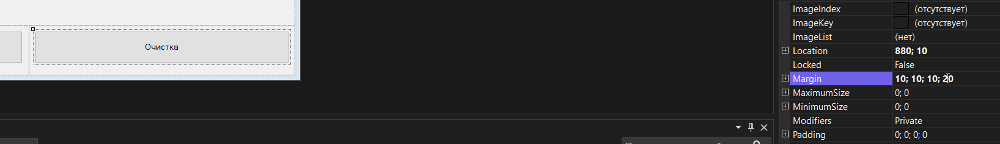 Очистка
ImageIndex (отсутствует)
ImageKey (отсутствует)
ImageList (нет)
Location 880; 10
Locked False
Margin 10; 10; 10; 20
MaximumSize 0; 0
MinimumSize 0; 0
Modifiers Private
Padding 0; 0; 0; 0